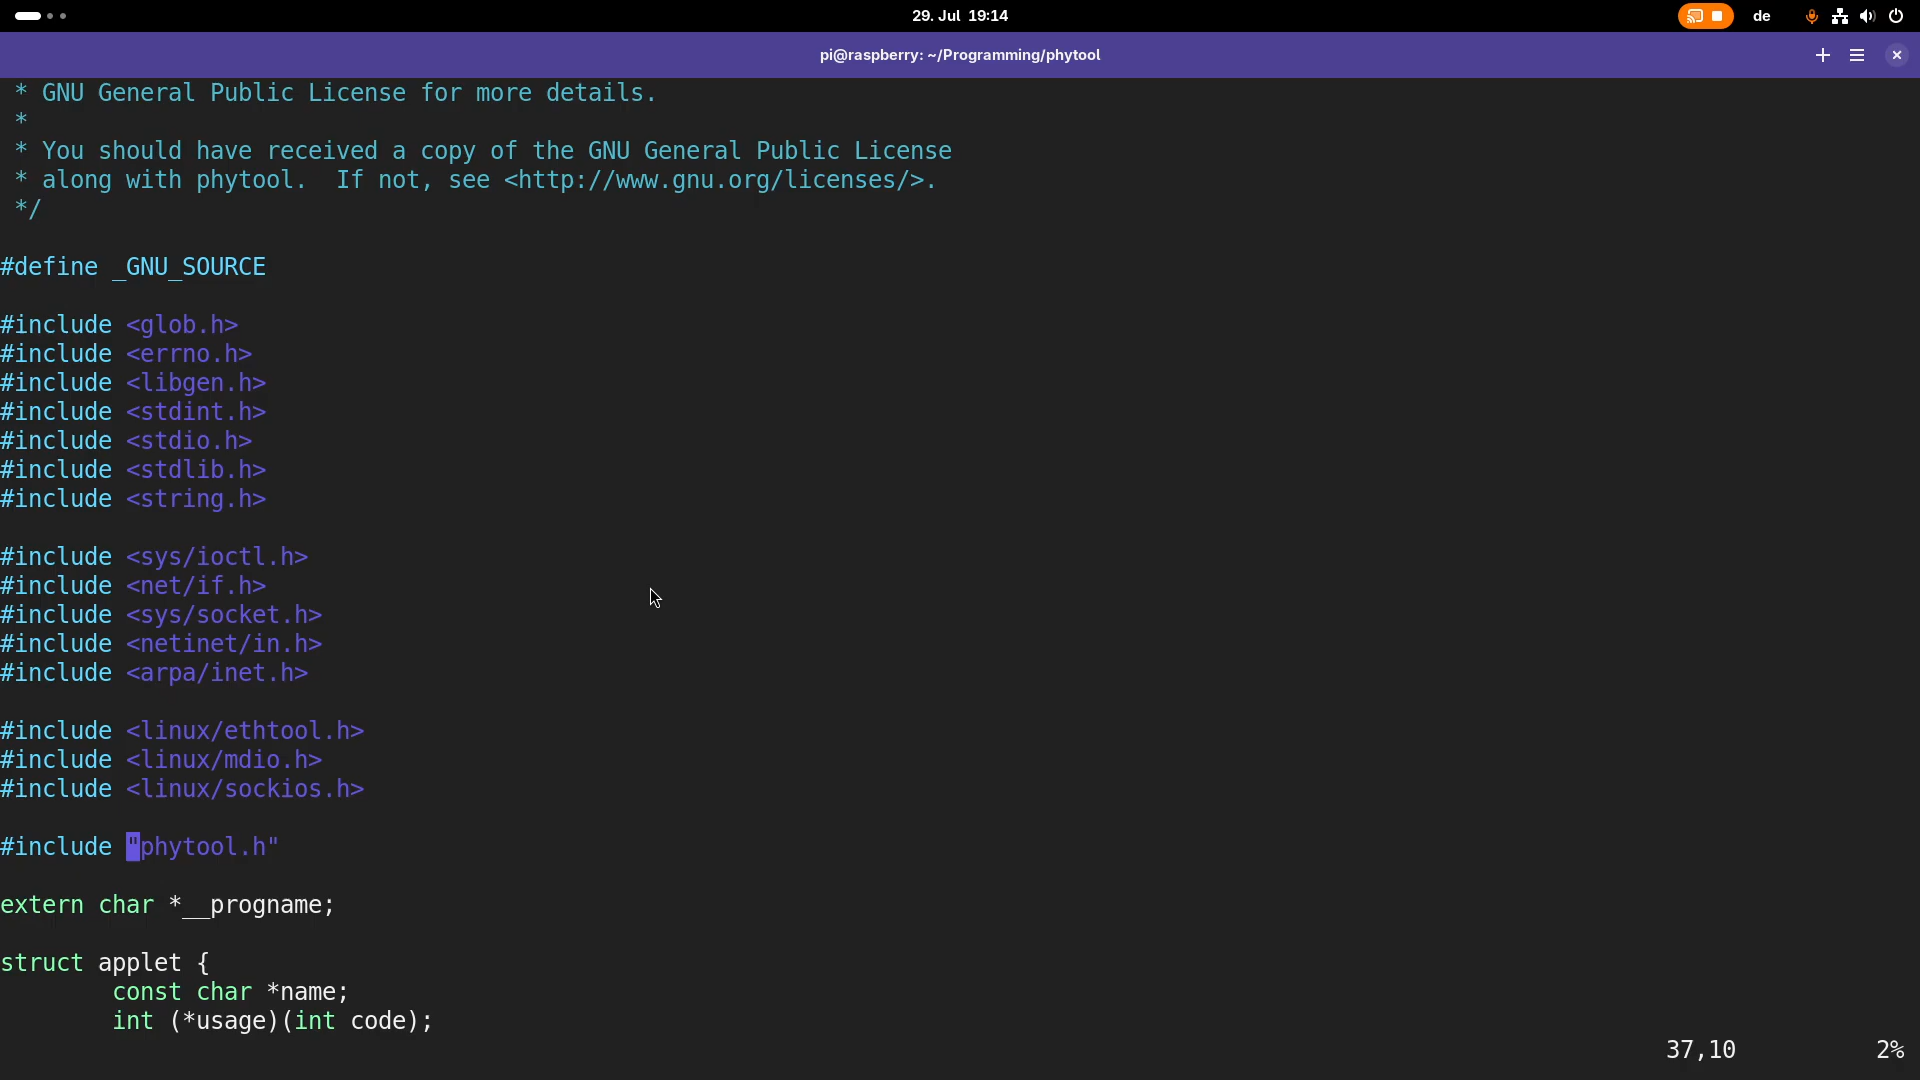 29. Jul 19:14
de
pi@raspberry: ~/Programming/phytool
 * GNU General Public License for more details.
 *
 * You should have received a copy of the GNU General Public License
 * along with phytool.  If not, see <http://www.gnu.org/licenses/>.
 */
#define _GNU_SOURCE
#include <glob.h>
#include <errno.h>
#include <libgen.h>
#include <stdint.h>
#include <stdio.h>
#include <stdlib.h>
#include <string.h>
#include <sys/ioctl.h>
#include <net/if.h>
#include <sys/socket.h>
#include <netinet/in.h>
#include <arpa/inet.h>
#include <linux/ethtool.h>
#include <linux/mdio.h>
#include <linux/sockios.h>
#include "phytool.h"
extern char *__progname;
struct applet {
        const char *name;
        int (*usage)(int code);
37,10 2%